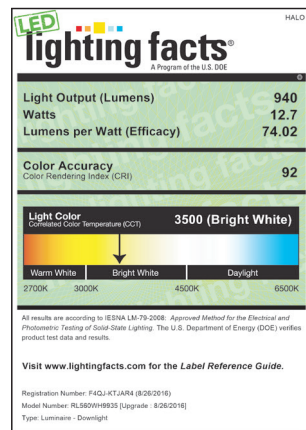 HALO
LED
lighting facts®
A Program of the U.S. DOE
Light Output (Lumens) 940
Watts 12.7
Lumens per Watt (Efficacy) 74.02
Color Accuracy
Color Rendering Index (CRI) 92
Light Color
Correlated Color Temperature (CCT) 3500 (Bright White)
Warm White Bright White Daylight
2700K 3000K 4500K 6500K
All results are according to IESNA LM-79-2008: Approved Method for the Electrical and
Photometric Testing of Solid-State Lighting. The U.S. Department of Energy (DOE) verifies
product test data and results.
Visit www.lightingfacts.com for the Label Reference Guide.
Registration Number: F4QJ-KTJAR4 (8/26/2016)
Model Number: RL560WH9935 [Upgrade : 8/26/2016]
Type: Luminaire - Downlight